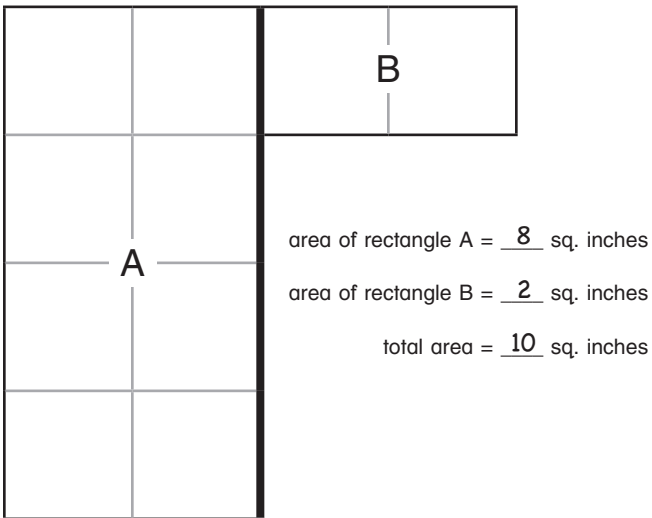 B
A
area of rectangle A = 8 sq. inches
area of rectangle B = 2 sq. inches
total area = 10 sq. inches